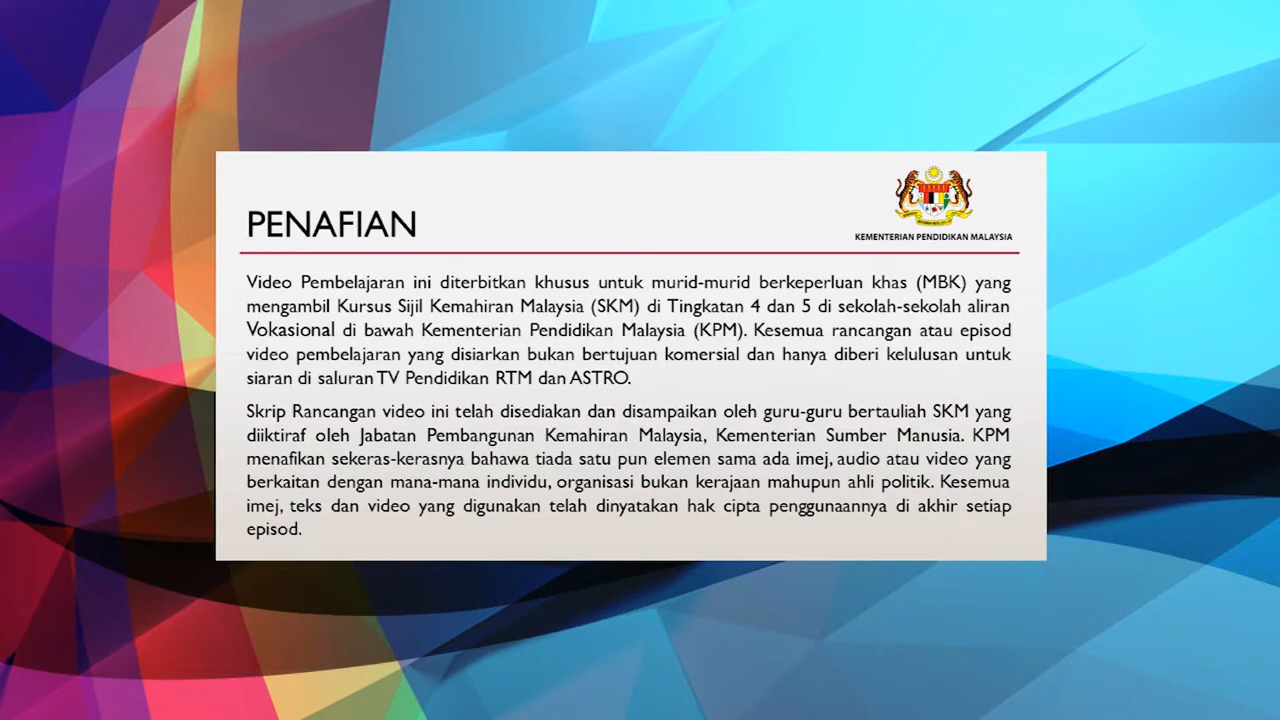 KEMENTERIAN PENDIDIKAN MALAYSIA
PENAFIAN
Video Pembelajaran ini diterbitkan khusus untuk murid-murid berkeperluan khas (MBK) yang
mengambil Kursus Sijil Kemahiran Malaysia (SKM) di Tingkatan 4 dan 5 di sekolah-sekolah aliran
Vokasional di bawah Kementerian Pendidikan Malaysia (KPM). Kesemua rancangan atau episod
video pembelajaran yang disiarkan bukan bertujuan komersial dan hanya diberi kelulusan untuk
siaran di saluran TV Pendidikan RTM dan ASTRO.
Skrip Rancangan video ini telah disediakan dan disampaikan oleh guru-guru bertauliah SKM yang
diiktiraf oleh Jabatan Pembangunan Kemahiran Malaysia, Kementerian Sumber Manusia. KPM
menafikan sekeras-kerasnya bahawa tiada satu pun elemen sama ada imej, audio atau video yang
berkaitan dengan mana-mana individu, organisasi bukan kerajaan mahupun ahli politik. Kesemua
imej, teks dan video yang digunakan telah dinyatakan hak cipta penggunaannya di akhir setiap
episod.